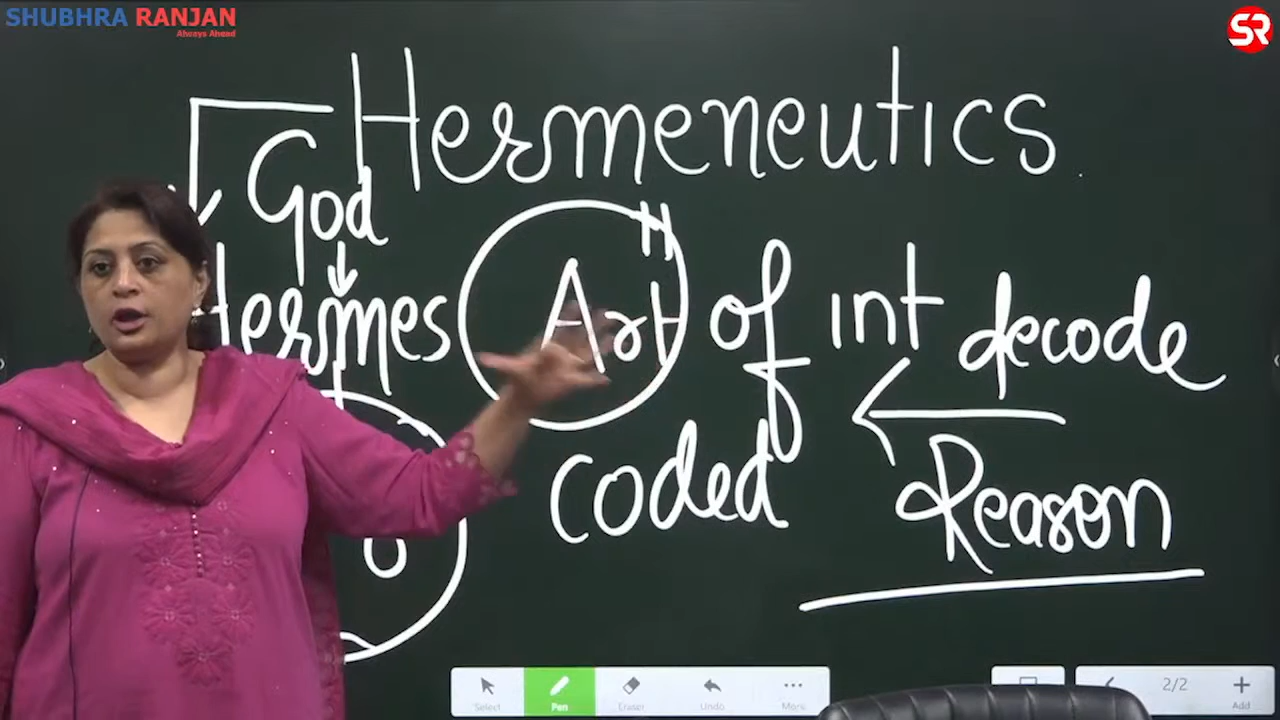 SHUBHRA RANJAN
Always Ahead
SR
Hermeneutics
God
Hermes Art of int decode
coded Reason
Select Pen Eraser Undo More 2/2 Add